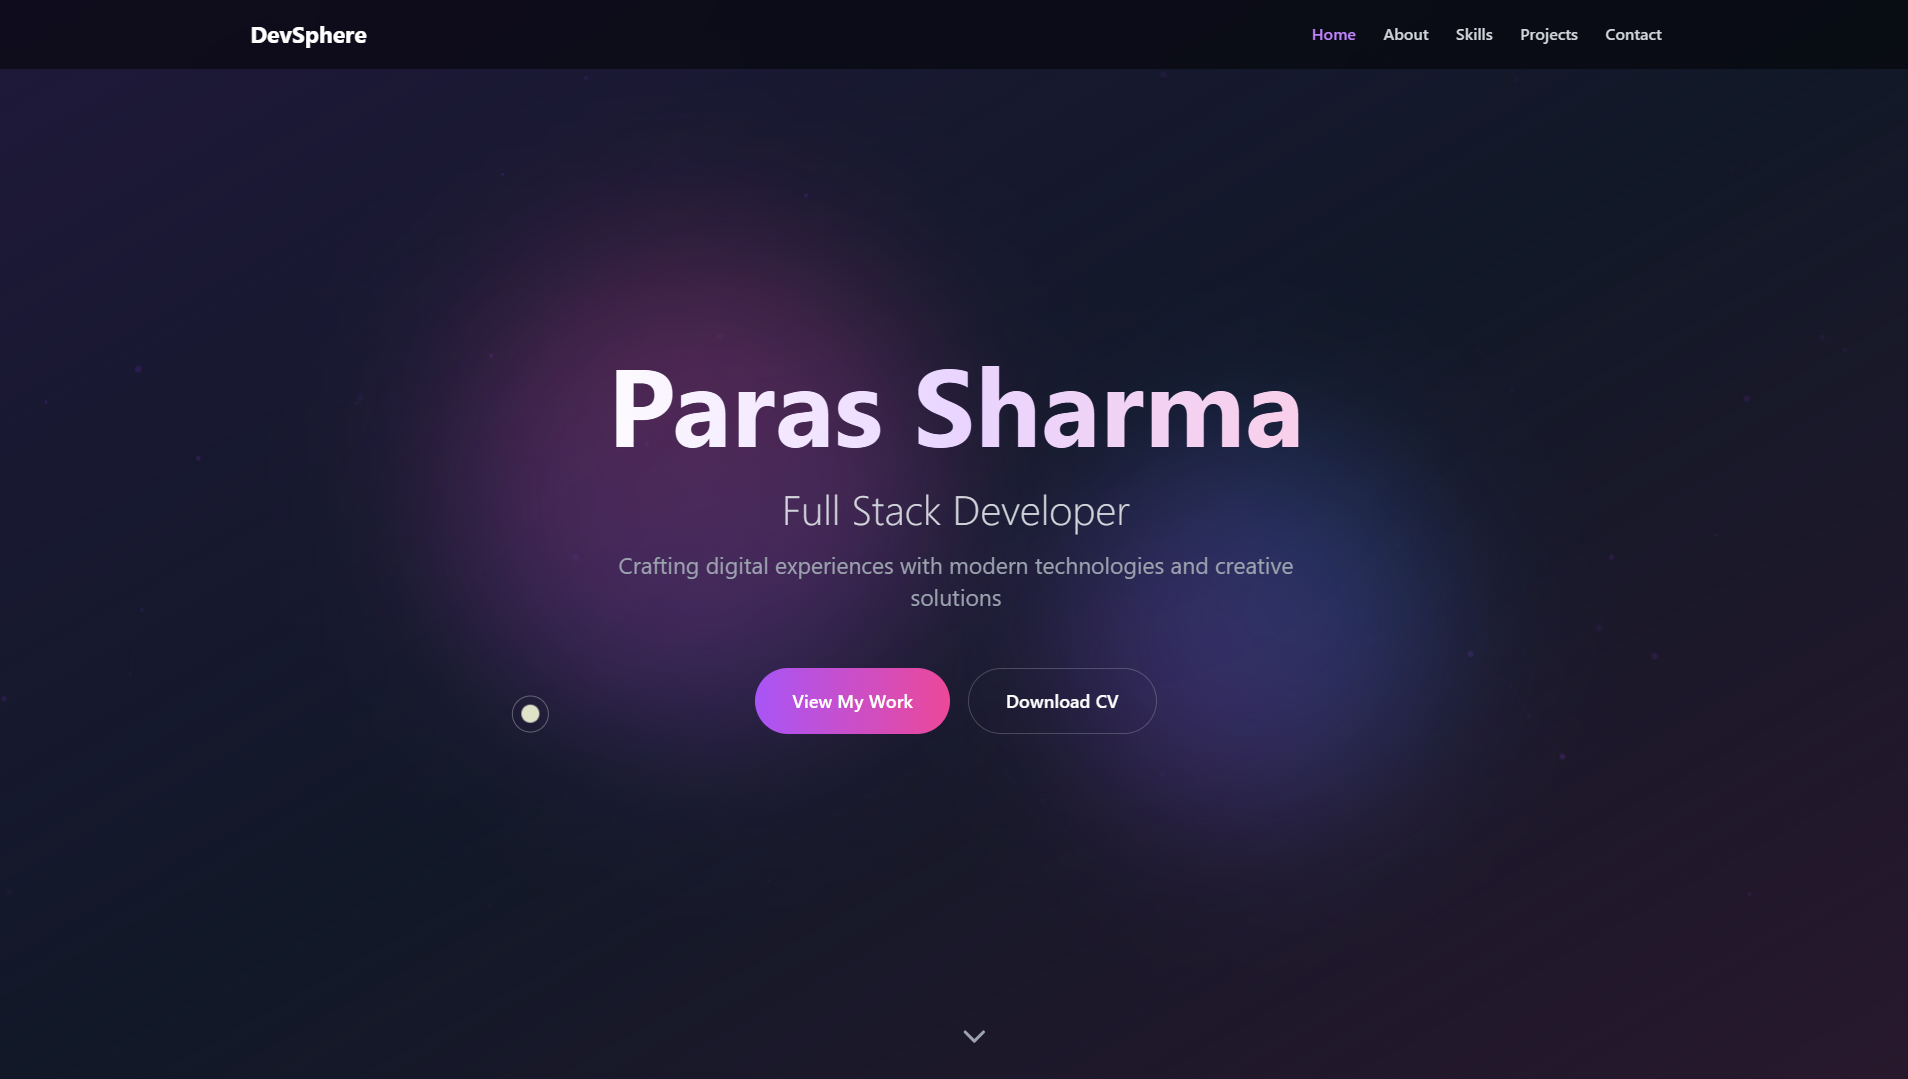 DevSphere
Home About Skills Projects Contact
Paras Sharma
Full Stack Developer
Crafting digital experiences with modern technologies and creative
solutions
View My Work
Download CV